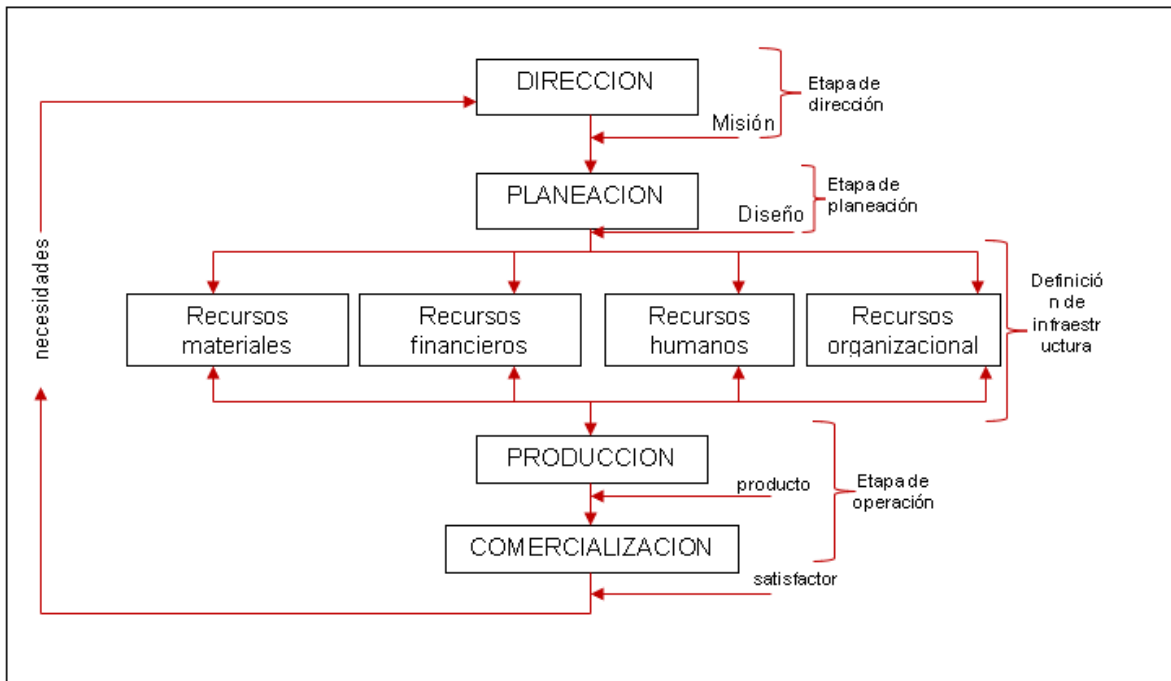 DIRECCION
Etapa de
dirección
Misión
PLANEACION
Etapa de
planeación
Diseño
necesidades
Recursos
materiales
Recursos
financieros
Recursos
humanos
Recursos
organizacional
Definició
n de
infraestr
uctura
PRODUCCION
producto
Etapa de
operación
COMERCIALIZACION
satisfactor